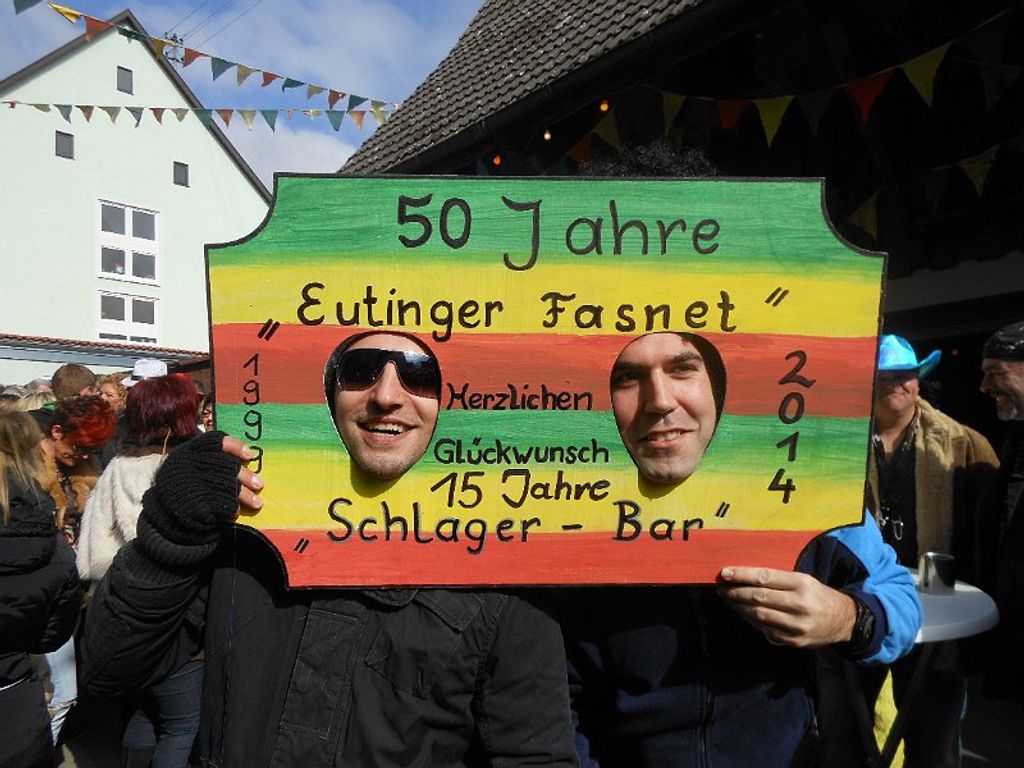 50 Jahre
„Eutinger Fasnet"
1999
Herzlichen
Glückwunsch
15 Jahre
2014
„Schlager - Bar"